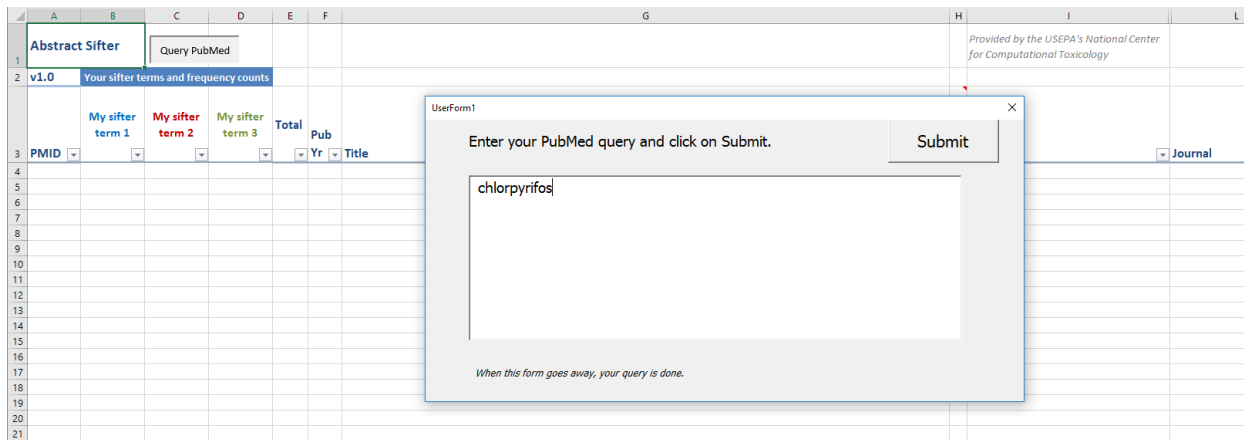 A B C D E F G H I L
1 Abstract Sifter Query PubMed Provided by the USEPA's National Center
for Computational Toxicology
2 v1.0 Your sifter terms and frequency counts
My sifter My sifter My sifter Total Pub
term 1 term 2 term 3
3 PMID Yr Title Journal
UserForm1
Enter your PubMed query and click on Submit. Submit
chlorpyrifos
When this form goes away, your query is done.
4
5
6
7
8
9
10
11
12
13
14
15
16
17
18
19
20
21